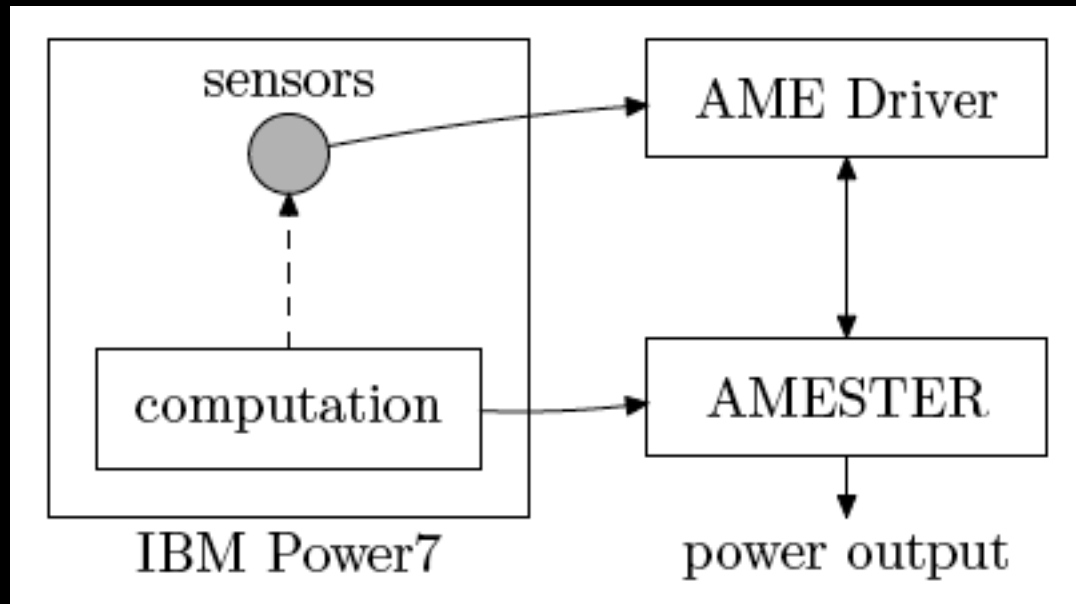 sensors
AME Driver
computation
AMESTER
IBM Power7
power output